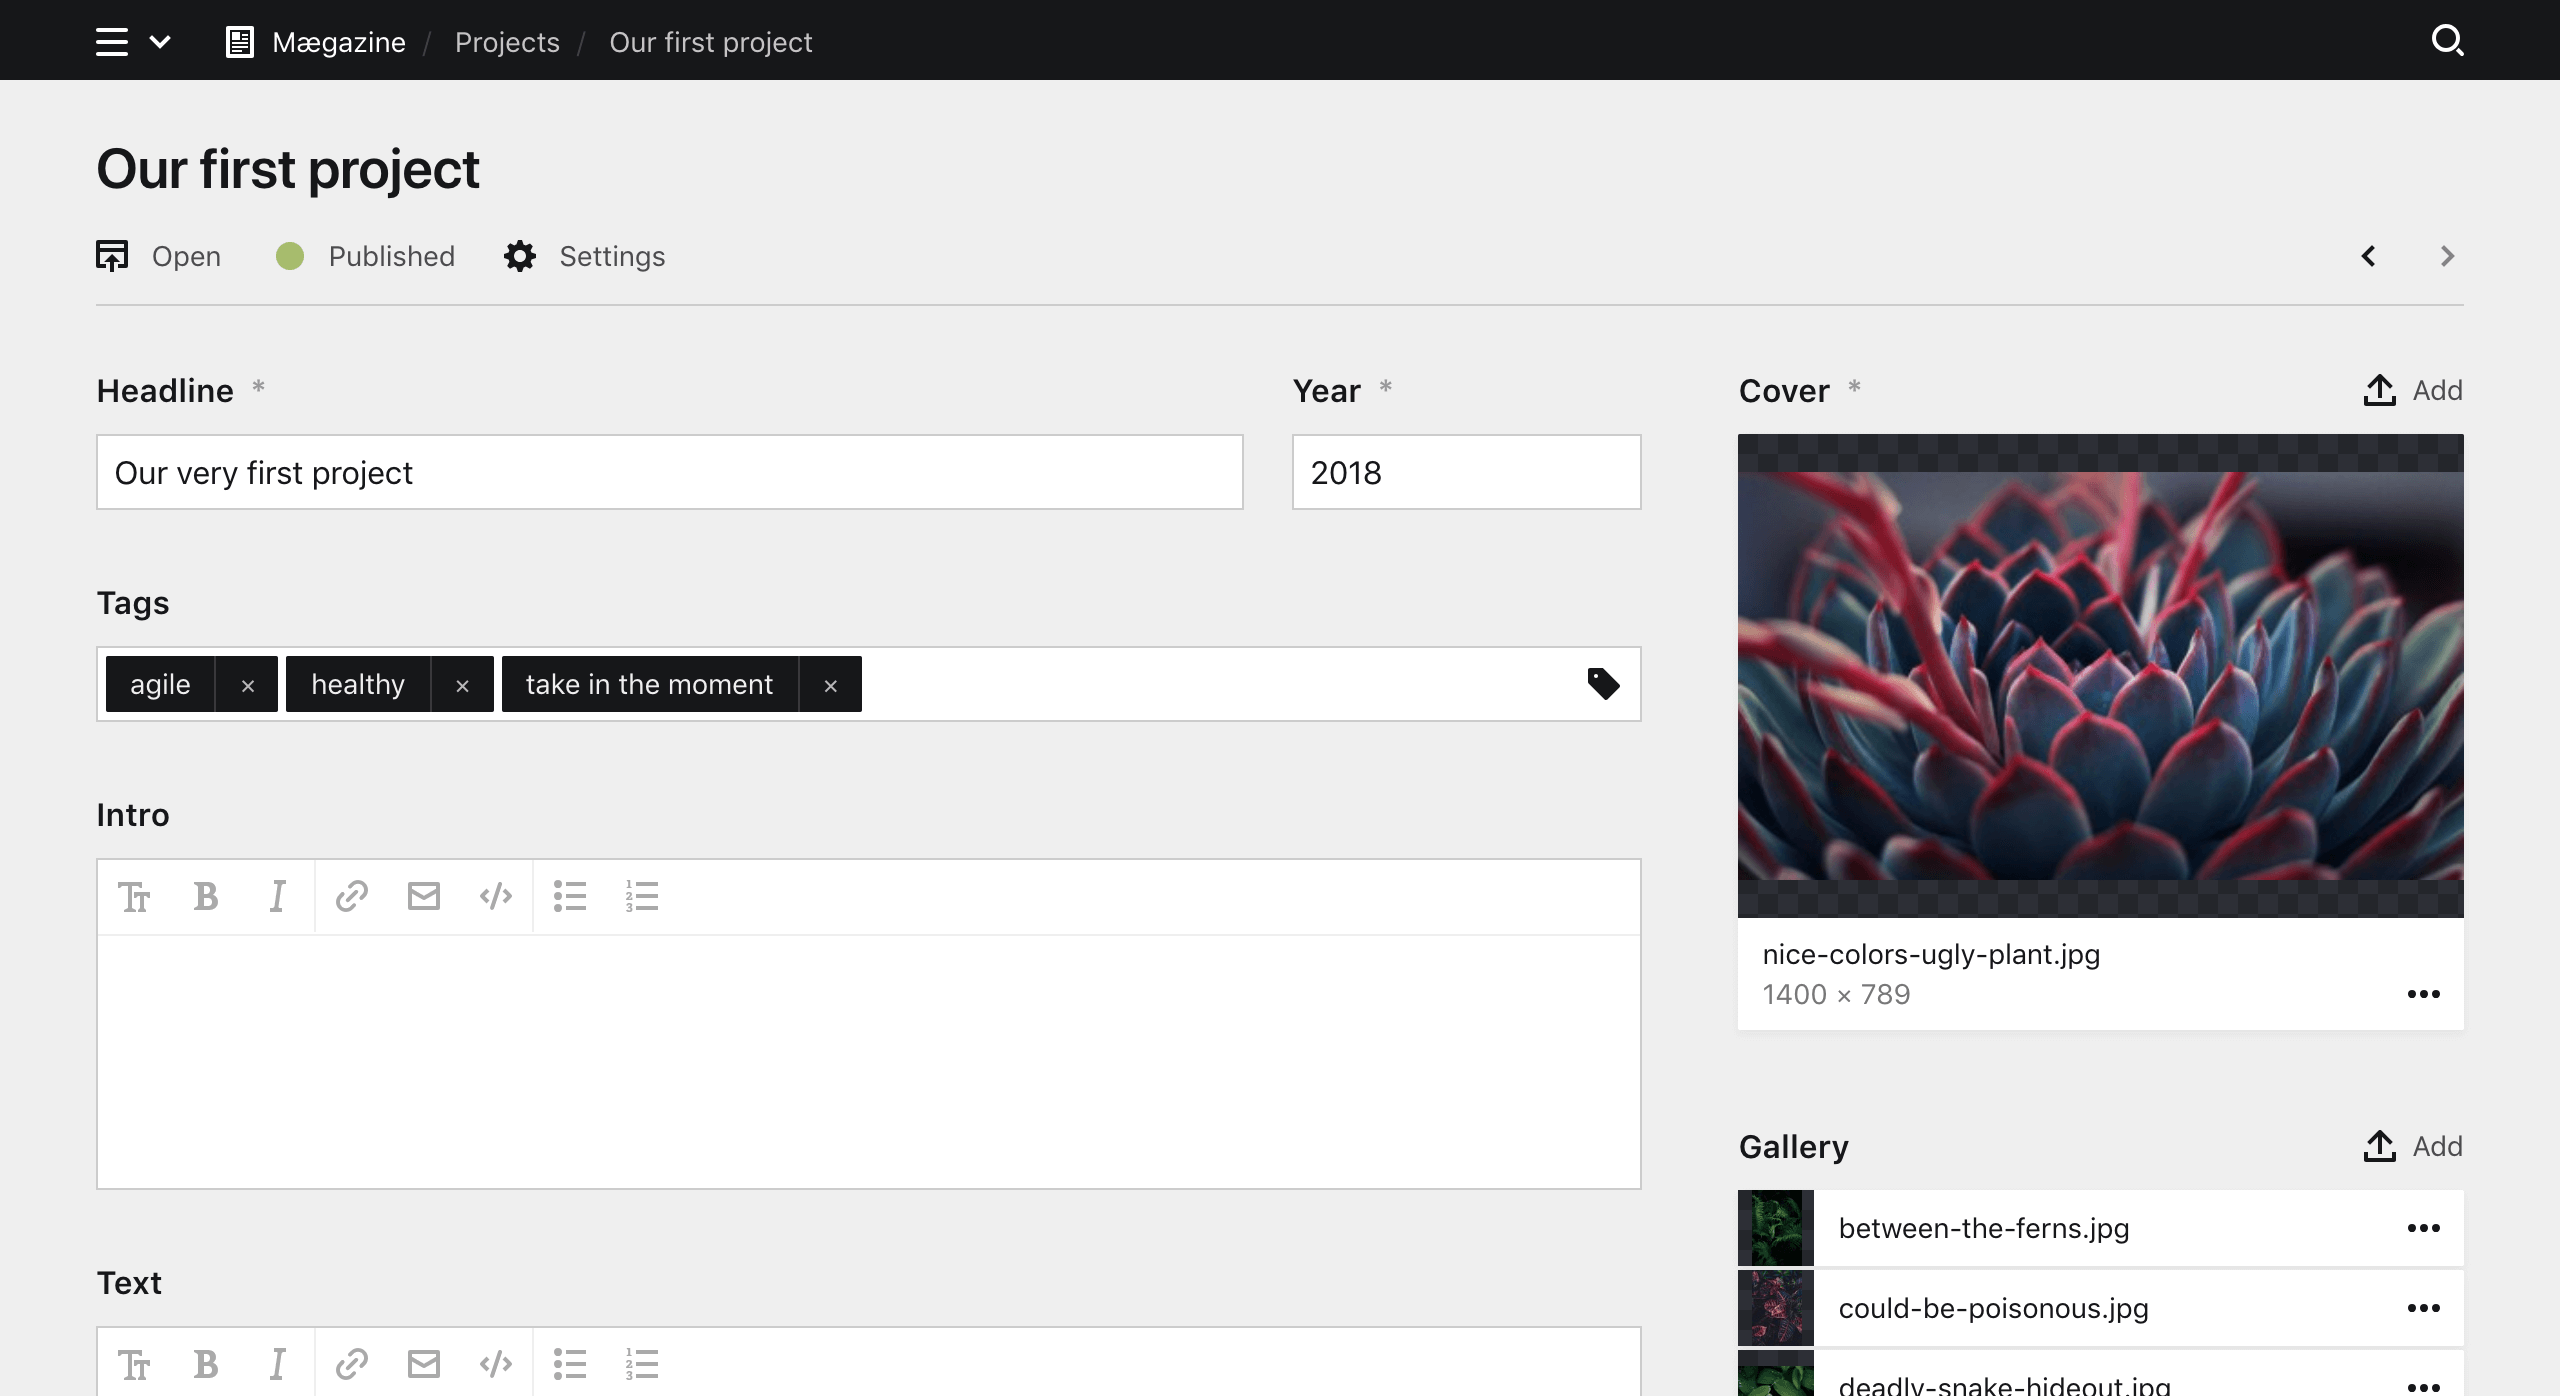 Mægazine / Projects / Our first project
Our first project
Open Published Settings
Headline *
Our very first project
Year *
2018
Tags
agile × healthy × take in the moment ×
Intro
Text
Cover *
Add
nice-colors-ugly-plant.jpg
1400 × 789
Gallery
Add
between-the-ferns.jpg
could-be-poisonous.jpg
deadly-snake-hideout.jpg